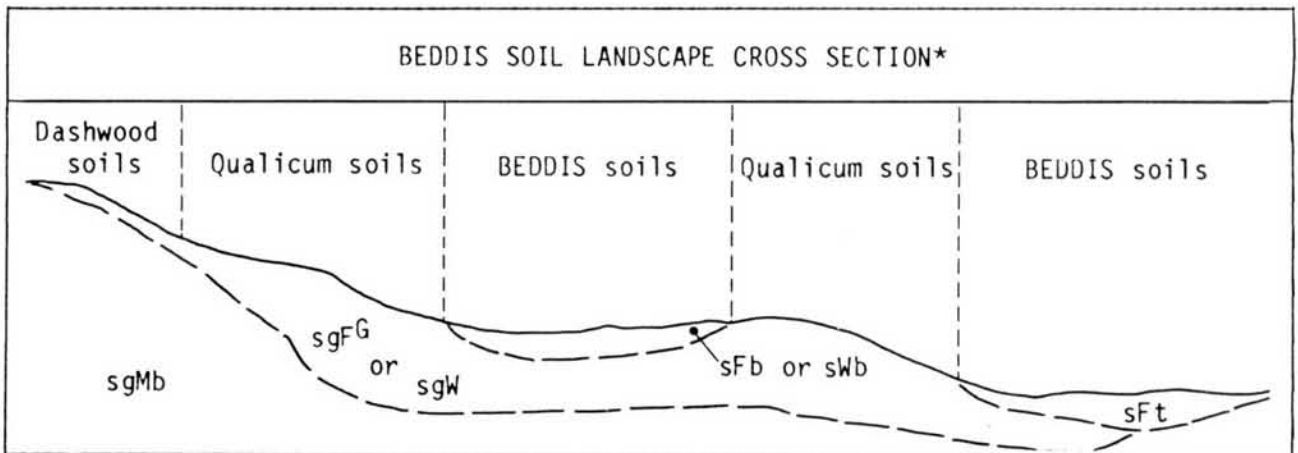 BEDDIS SOIL LANDSCAPE CROSS SECTION*
Dashwood
soils
Qualicum soils
BEDDIS soils
Qualicum soils
BEDDIS soils
sgMb
sgFG
or
sgW
sFb or sWb
sFt